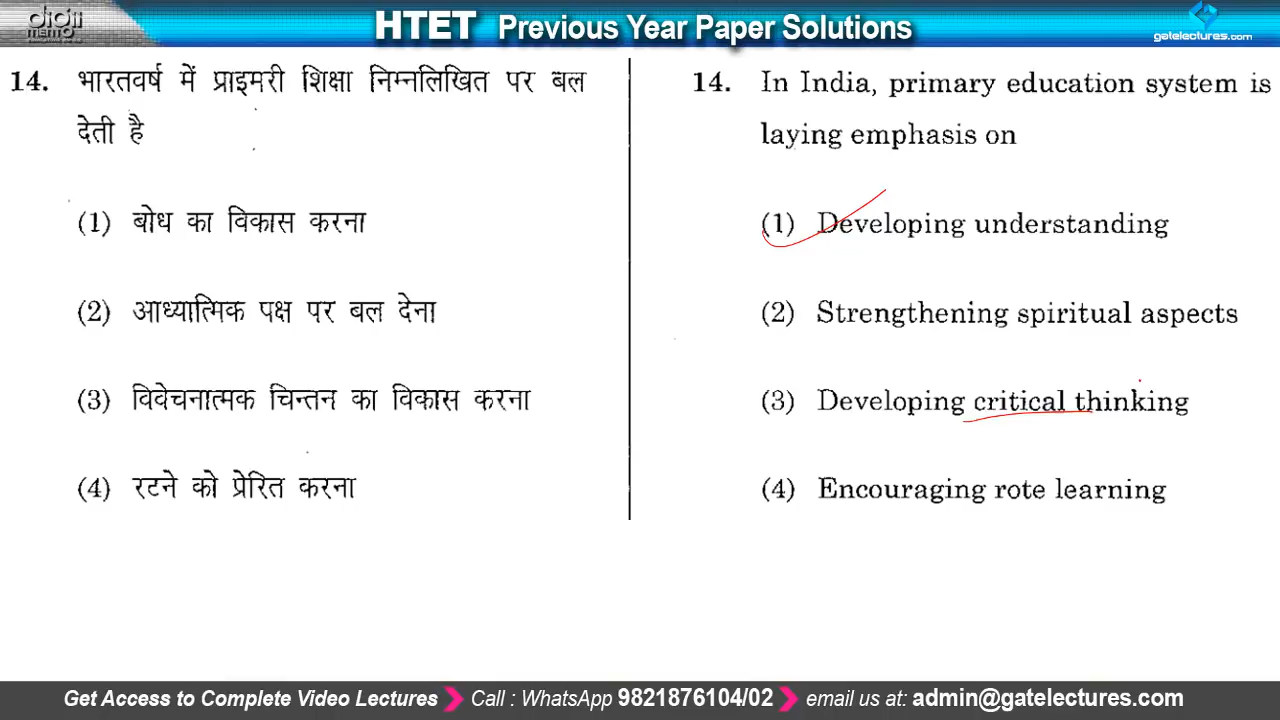 digii
MENTO
HTET Previous Year Paper Solutions
gatelectures.com
14. भारतवर्ष में प्राइमरी शिक्षा निम्नलिखित पर बल
देती है
(1) बोध का विकास करना
(2) आध्यात्मिक पक्ष पर बल देना
(3) विवेचनात्मक चिन्तन का विकास करना
(4) रटने को प्रेरित करना
14. In India, primary education system is
laying emphasis on
(1) Developing understanding
(2) Strengthening spiritual aspects
(3) Developing critical thinking
(4) Encouraging rote learning
Get Access to Complete Video Lectures Call : WhatsApp 9821876104/02 email us at: admin@gatelectures.com